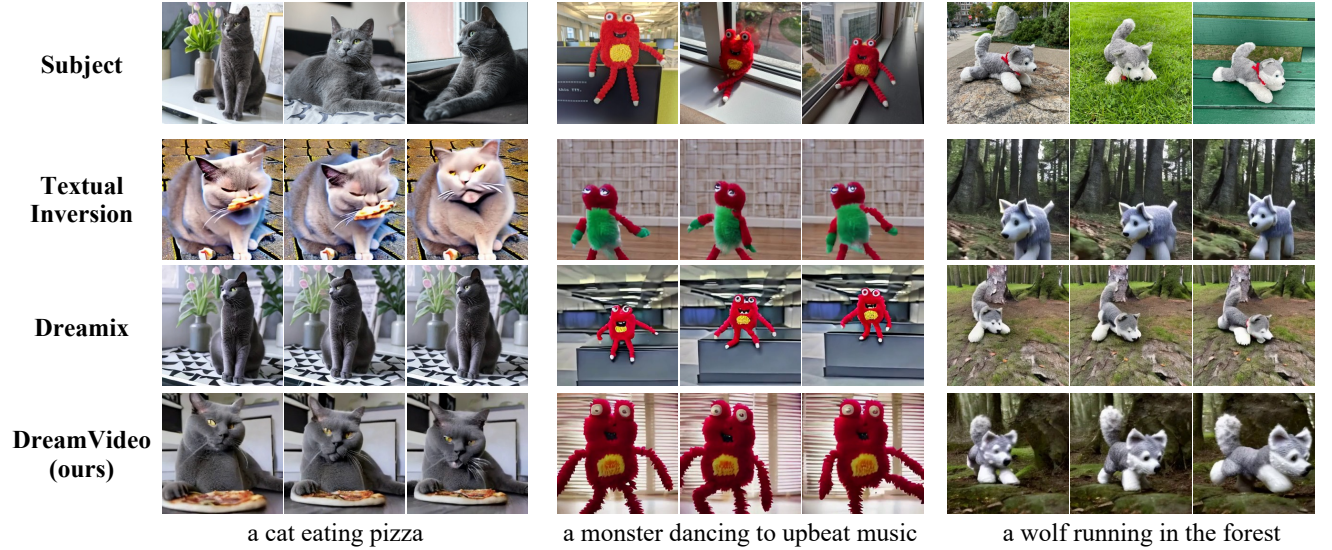 Subject
Textual
Inversion
Dreamix
DreamVideo
(ours)
a cat eating pizza
a monster dancing to upbeat music
a wolf running in the forest